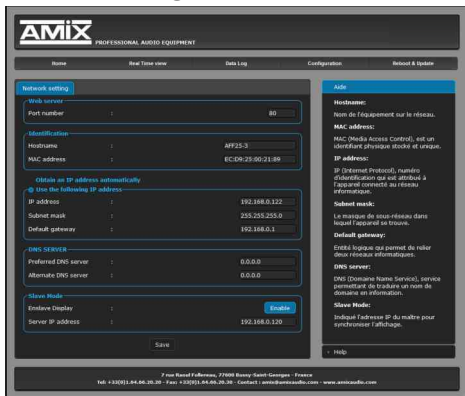 AMiX
PROFESSIONAL AUDIO EQUIPMENT
Home Real Time view Data Log Configuration Reboot & Update
Network setting
Web server
Port number : 80
Identification
Hostname : AFF25-3
MAC address : EC:D9:25:00:21:89
Obtain an IP address automatically
Use the following IP address
IP address : 192.168.0.122
Subnet mask : 255.255.255.0
Default gateway : 192.168.0.1
DNS SERVER
Preferred DNS server : 0.0.0.0
Alternate DNS server : 0.0.0.0
Slave Mode
Enslave Display : Enable
Server IP address : 192.168.0.120
Save
Aide
Hostname:
Nom de l'équipement sur le réseau.
MAC address:
MAC (Media Access Control), est un
identifiant physique stocké et unique.
IP address:
IP (Internet Protocol), numéro
d'identification qui est attribué à
l'appareil connecté au réseau
informatique.
Subnet mask:
Le masque de sous-réseau dans
lequel l'appareil se trouve.
Default gateway:
Entité logique qui permet de relier
deux réseaux informatiques.
DNS server:
DNS (Domaine Name Service), service
permettant de traduire un nom de
domaine en information.
Slave Mode:
Indiqué l'adresse IP du maître pour
synchroniser l'affichage.
Help
7 rue Raoul Follereau, 77600 Bussy-Saint-Georges - France
Tel: +33(0)1.64.66.20.20 - Fax: +33(0)1.64.66.20.30 - Contact : amix@amixaudio.com - www.amixaudio.com